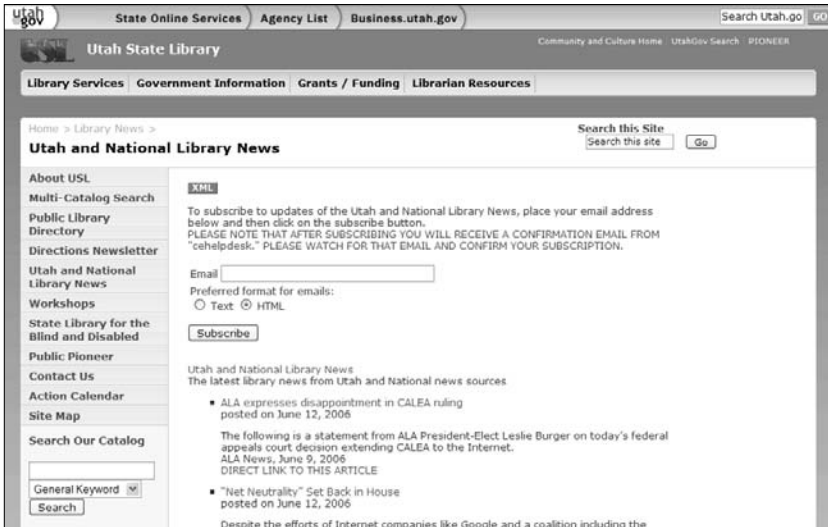 utah
gov
State Online Services
Agency List
Business.utah.gov
Search Utah.go
GO
USL
Utah State Library
Community and Culture Home UtahGov Search PIONEER
Library Services Government Information Grants / Funding Librarian Resources
Home > Library News >
Utah and National Library News
Search this Site
Search this site
Go
About USL
Multi-Catalog Search
Public Library
Directory
Directions Newsletter
Utah and National
Library News
Workshops
State Library for the
Blind and Disabled
Public Pioneer
Contact Us
Action Calendar
Site Map
Search Our Catalog
General Keyword
Search
XML
To subscribe to updates of the Utah and National Library News, place your email address
below and then click on the subscribe button.
PLEASE NOTE THAT AFTER SUBSCRIBING YOU WILL RECEIVE A CONFIRMATION EMAIL FROM
"cehelpdesk." PLEASE WATCH FOR THAT EMAIL AND CONFIRM YOUR SUBSCRIPTION.
Email
Preferred format for emails:
Text HTML
Subscribe
Utah and National Library News
The latest library news from Utah and National news sources
ALA expresses disappointment in CALEA ruling
posted on June 12, 2006
The following is a statement from ALA President-Elect Leslie Burger on today's federal
appeals court decision extending CALEA to the Internet.
ALA News, June 9, 2006
DIRECT LINK TO THIS ARTICLE
"Net Neutrality" Set Back in House
posted on June 12, 2006
Despite the efforts of Internet companies like Google and a coalition including the